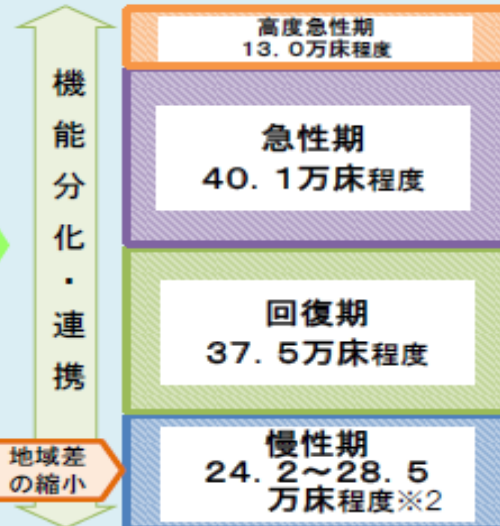 機能分化・連携
高度急性期
13.0万床程度
急性期
40.1万床程度
回復期
37.5万床程度
地域差
の縮小
慢性期
24.2~28.5
万床程度※2